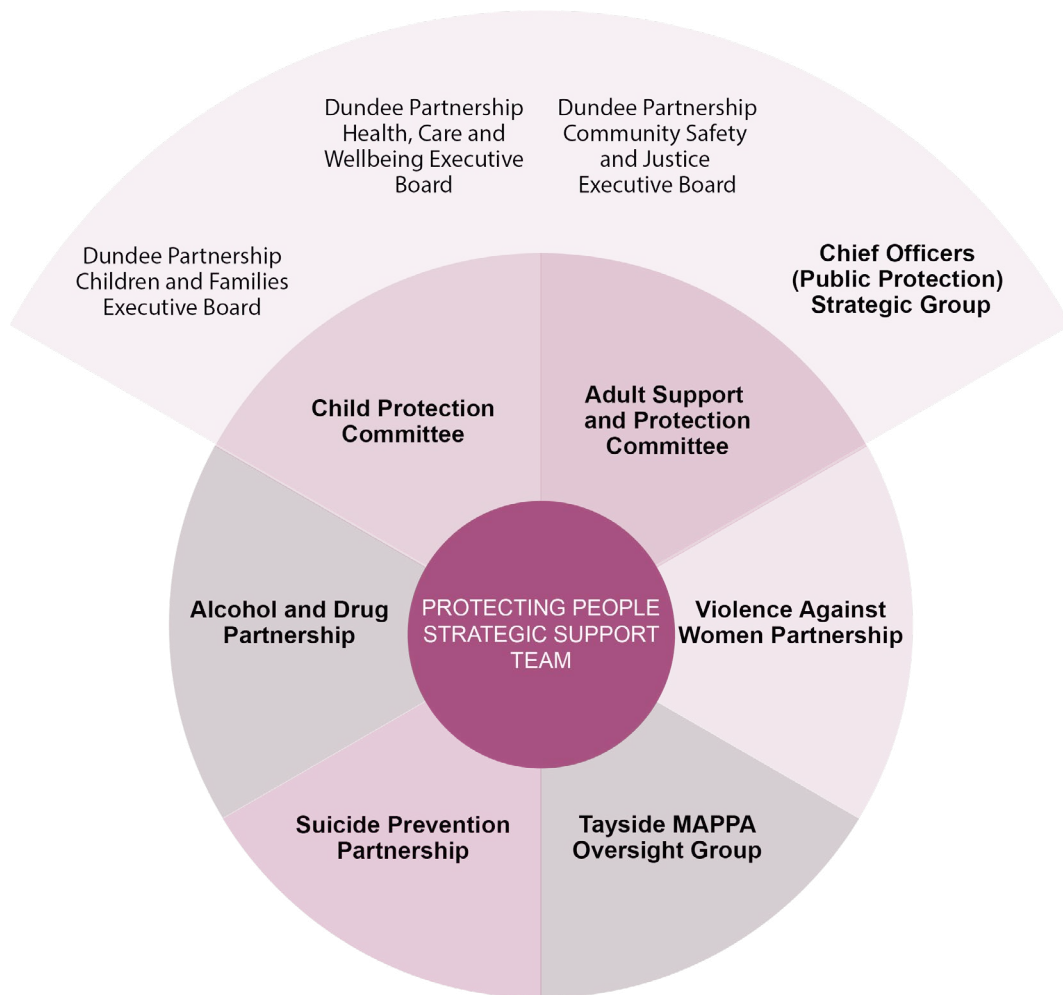 Dundee Partnership
Health, Care and
Wellbeing Executive
Board
Dundee Partnership
Community Safety
and Justice
Executive Board
Dundee Partnership
Children and Families
Executive Board
Chief Officers
(Public Protection)
Strategic Group
Child Protection
Committee
Adult Support
and Protection
Committee
Alcohol and Drug
Partnership
PROTECTING PEOPLE
STRATEGIC SUPPORT
TEAM
Violence Against
Women Partnership
Suicide Prevention
Partnership
Tayside MAPPA
Oversight Group